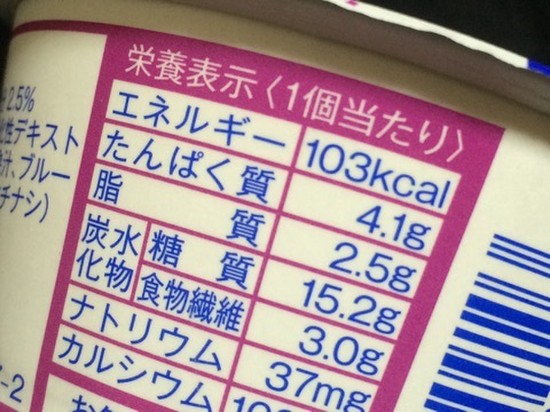 2.5%
性デキスト
汁、ブルー
チナシ)
栄養表示〈1個当たり〉
エネルギー 103kcal
たんぱく質 4.1g
脂質 2.5g
炭水化物 糖質 15.2g
食物繊維 3.0g
ナトリウム 37mg
カルシウム